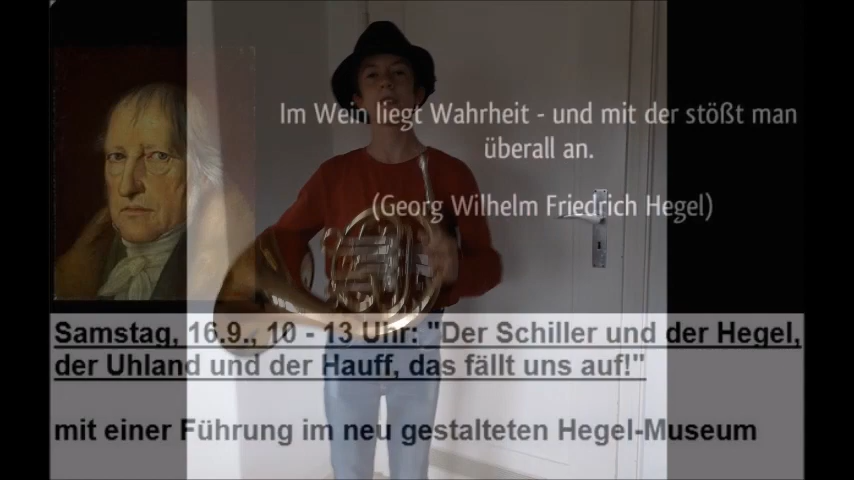 Im Wein liegt Wahrheit - und mit der stößt man
überall an.
(Georg Wilhelm Friedrich Hegel)
Samstag, 16.9., 10 - 13 Uhr: "Der Schiller und der Hegel,
der Uhland und der Hauff, das fällt uns auf!"
mit einer Führung im neu gestalteten Hegel-Museum